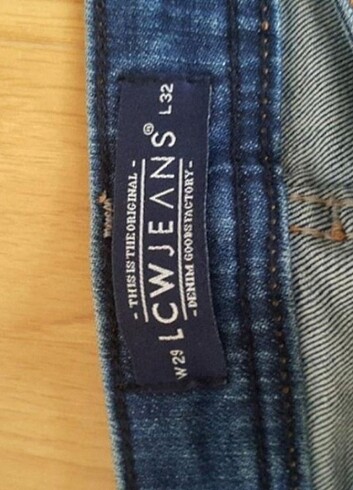 - THIS IS THE ORIGINAL -
W 29 LCWJEANS® L 32
- DENIM GOODS FACTORY -